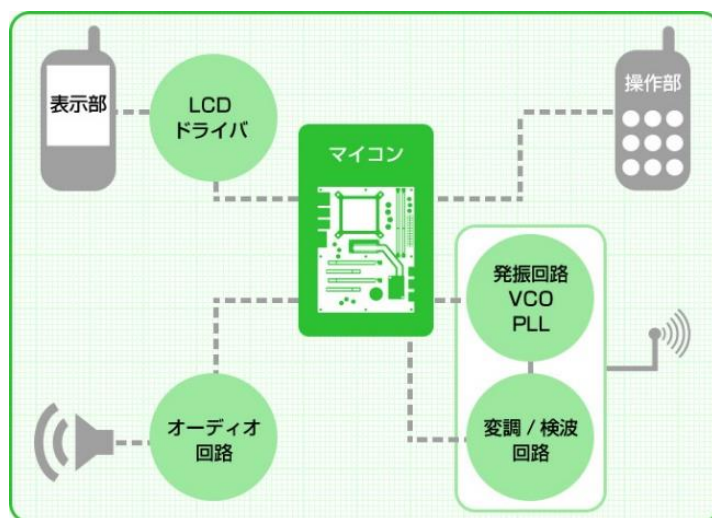 表示部
LCD
ドライバ
マイコン
操作部
発振回路
VCO
PLL
オーディオ
回路
変調 / 検波
回路